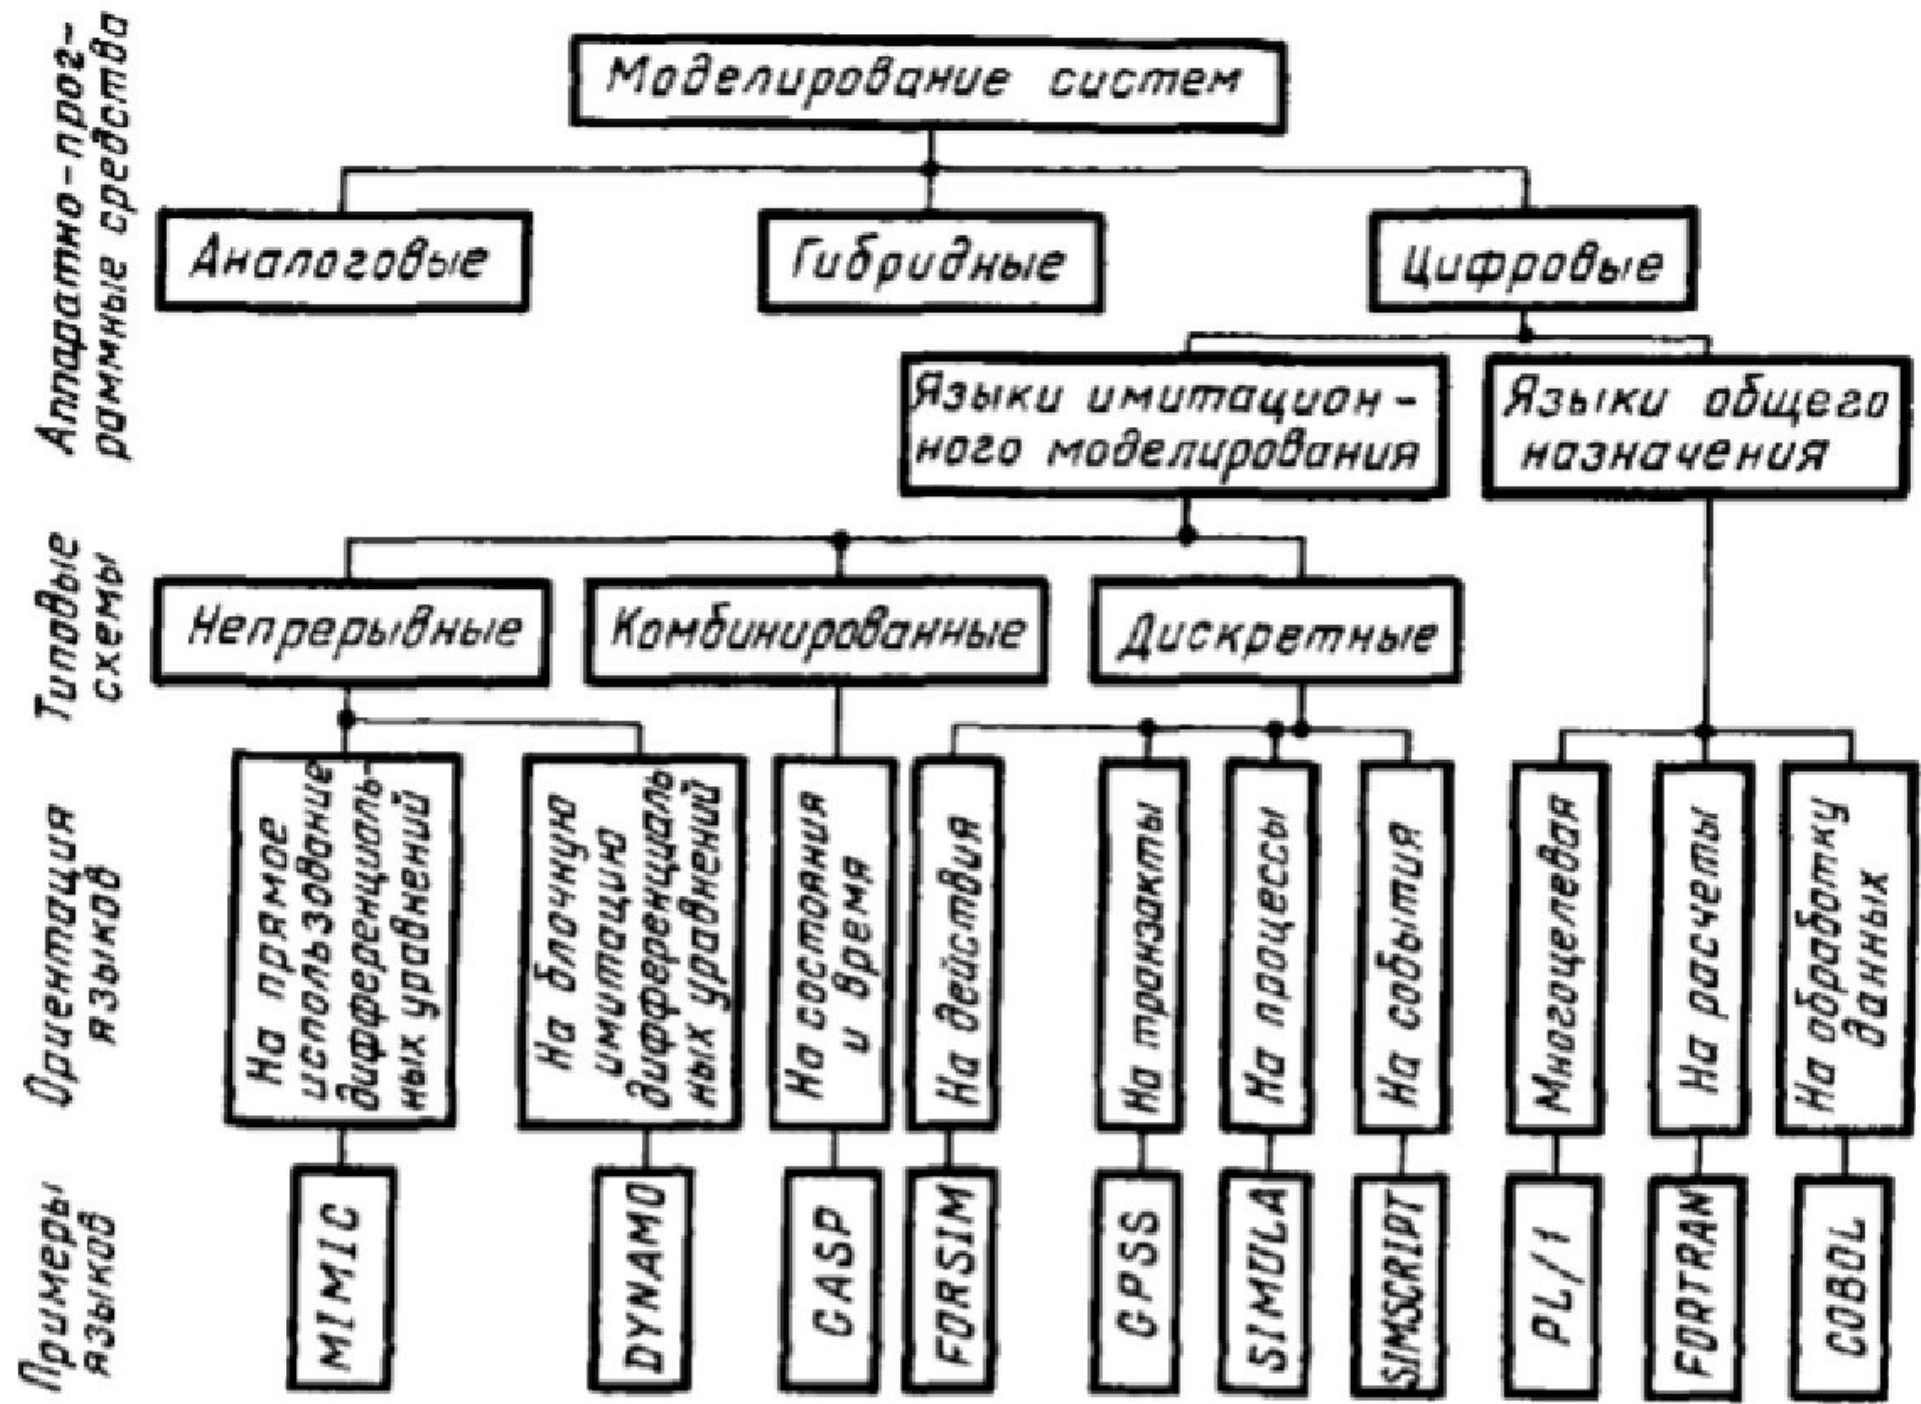 Аппаратно-прог-
раммные средства
Моделирование систем
Аналоговые
Гибридные
Цифровые
Языки имитацион-
ного моделирования
Языки общего
назначения
Типовые
схемы
Непрерывные
Комбинированные
Дискретные
Ориентация
языков
На прямое
использование
дифференциаль-
ных уравнений
На блочную
имитацию
дифференциаль
ных уравнений
На состояния
и время
На действия
На транзакты
На процессы
На события
Многоцелевая
На расчеты
На обработку
данных
Примеры
языков
MIMIC
DYNAMO
GASP
FORSIM
GPSS
SIMULA
SIMSCRIPT
PL/1
FORTRAN
COBOL